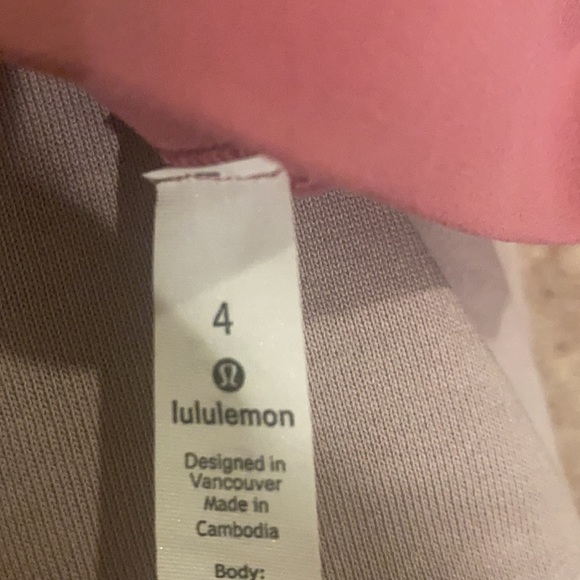 4
lululemon
Designed in
Vancouver
Made in
Cambodia
Body: